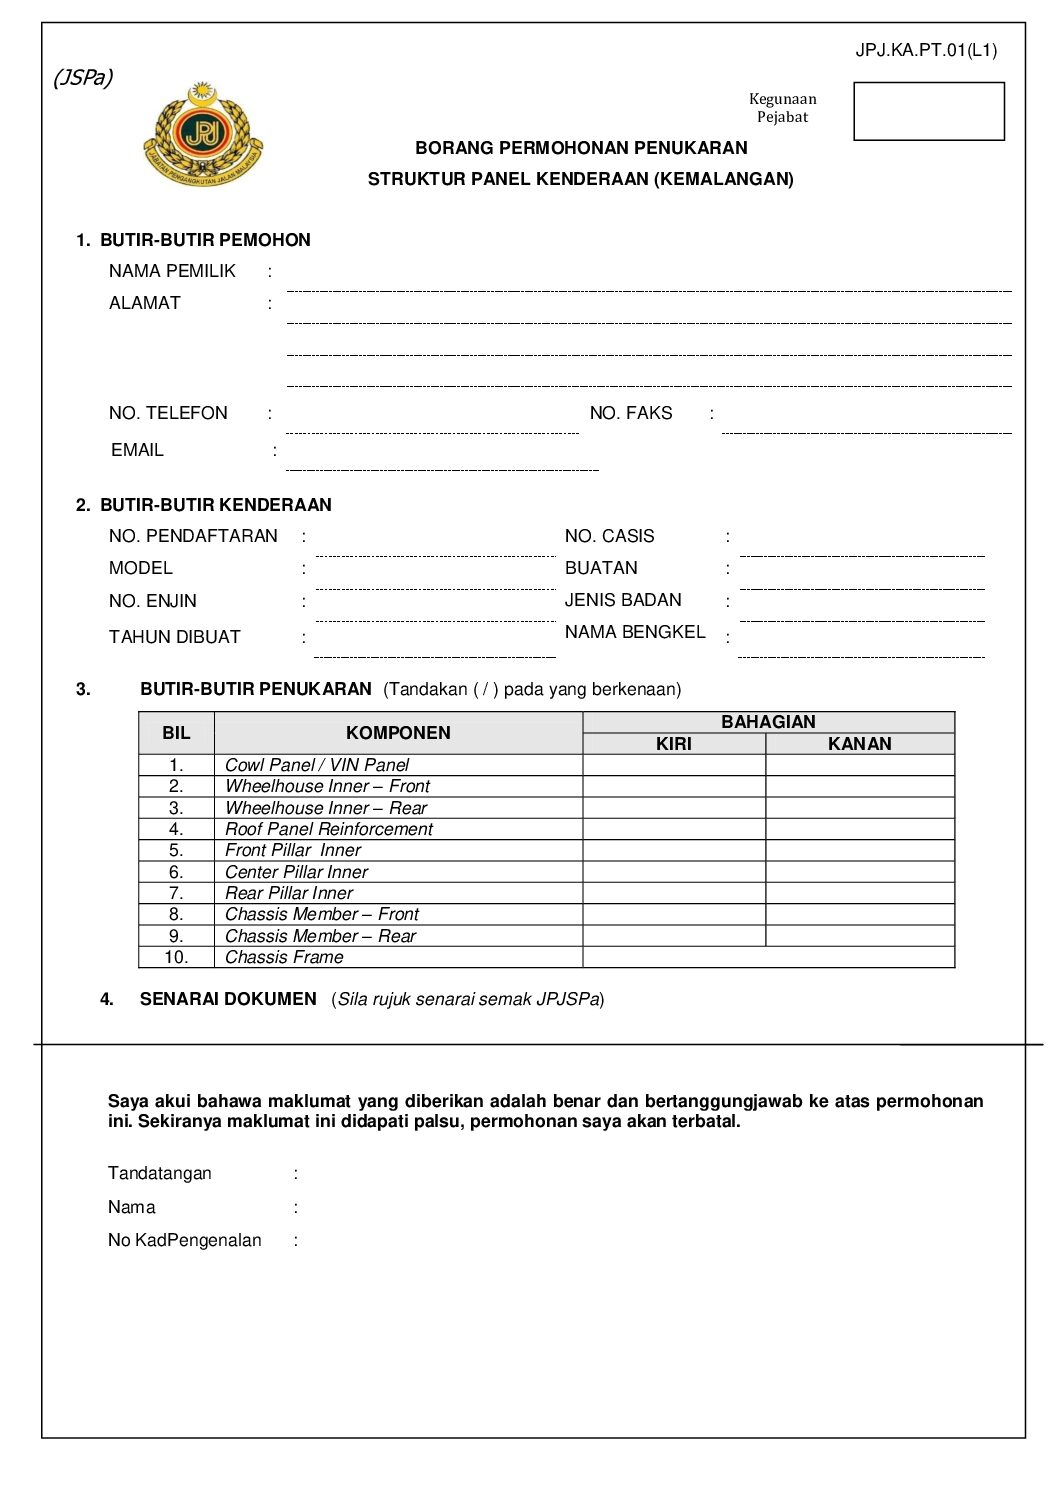 JPJ.KA.PT.01(L1)
(JSPa)
JPJ
JABATAN PENGANGKUTAN JALAN MALAYSIA
Kegunaan
Pejabat
BORANG PERMOHONAN PENUKARAN
STRUKTUR PANEL KENDERAAN (KEMALANGAN)
1. BUTIR-BUTIR PEMOHON
NAMA PEMILIK :
ALAMAT :
NO. TELEFON : NO. FAKS :
EMAIL :
2. BUTIR-BUTIR KENDERAAN
NO. PENDAFTARAN : NO. CASIS :
MODEL : BUATAN :
NO. ENJIN : JENIS BADAN :
TAHUN DIBUAT : NAMA BENGKEL :
3. BUTIR-BUTIR PENUKARAN (Tandakan ( / ) pada yang berkenaan)
BIL KOMPONEN BAHAGIAN
KIRI KANAN
1. Cowl Panel / VIN Panel
2. Wheelhouse Inner – Front
3. Wheelhouse Inner – Rear
4. Roof Panel Reinforcement
5. Front Pillar Inner
6. Center Pillar Inner
7. Rear Pillar Inner
8. Chassis Member – Front
9. Chassis Member – Rear
10. Chassis Frame
4. SENARAI DOKUMEN (Sila rujuk senarai semak JPJSPa)
Saya akui bahawa maklumat yang diberikan adalah benar dan bertanggungjawab ke atas permohonan
ini. Sekiranya maklumat ini didapati palsu, permohonan saya akan terbatal.
Tandatangan :
Nama :
No KadPengenalan :